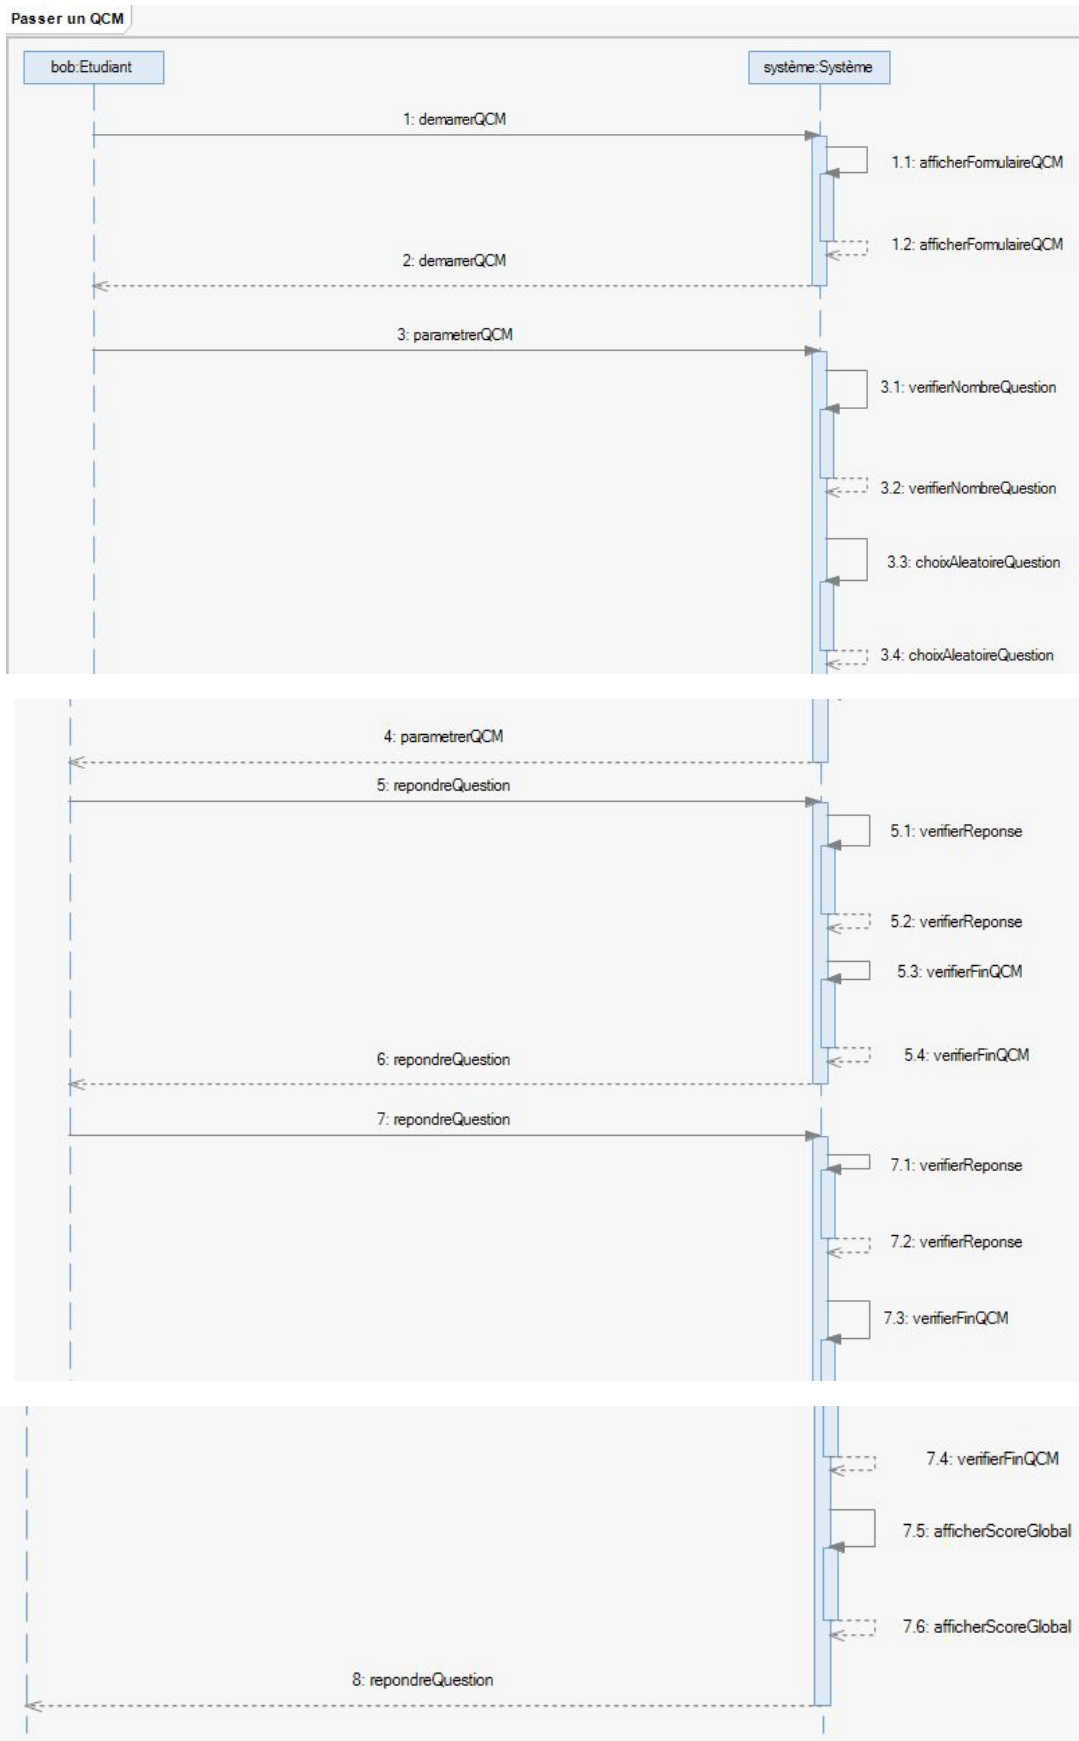 Passer un QCM
bob:Etudiant
système:Système
1: demarrerQCM
1.1: afficherFormulaireQCM
1.2: afficherFormulaireQCM
2: demarrerQCM
3: parametrerQCM
3.1: verifierNombreQuestion
3.2: verifierNombreQuestion
3.3: choixAleatoireQuestion
3.4: choixAleatoireQuestion
4: parametrerQCM
5: repondreQuestion
5.1: verifierReponse
5.2: verifierReponse
5.3: verifierFinQCM
5.4: verifierFinQCM
6: repondreQuestion
7: repondreQuestion
7.1: verifierReponse
7.2: verifierReponse
7.3: verifierFinQCM
7.4: verifierFinQCM
7.5: afficherScoreGlobal
7.6: afficherScoreGlobal
8: repondreQuestion